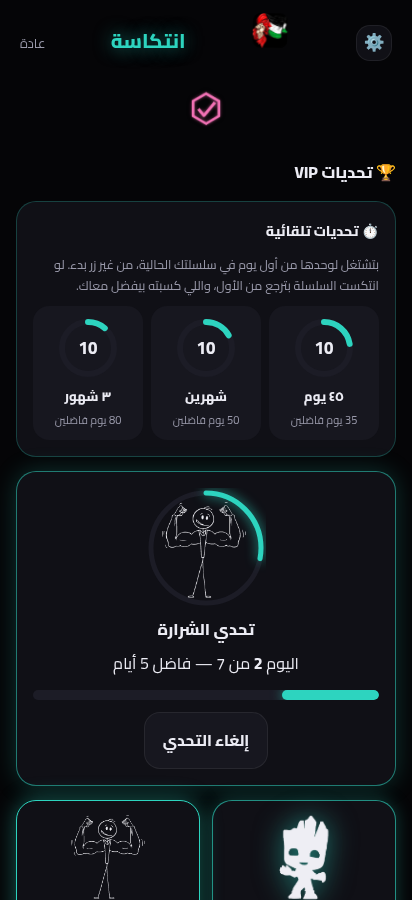 انتكاسة
عادة
🏆 تحديات VIP
⏱️ تحديات تلقائية
بتشتغل لوحدها من أول يوم في سلسلتك الحالية، من غير زر بدء. لو
انتكست السلسلة بترجع من الأول، واللي كسبته بيفضل معاك.
10
٤٥ يوم
35 يوم فاضلين
10
شهرين
50 يوم فاضلين
10
٣ شهور
80 يوم فاضلين
تحدي الشرارة
اليوم 2 من 7 — فاضل 5 أيام
إلغاء التحدي